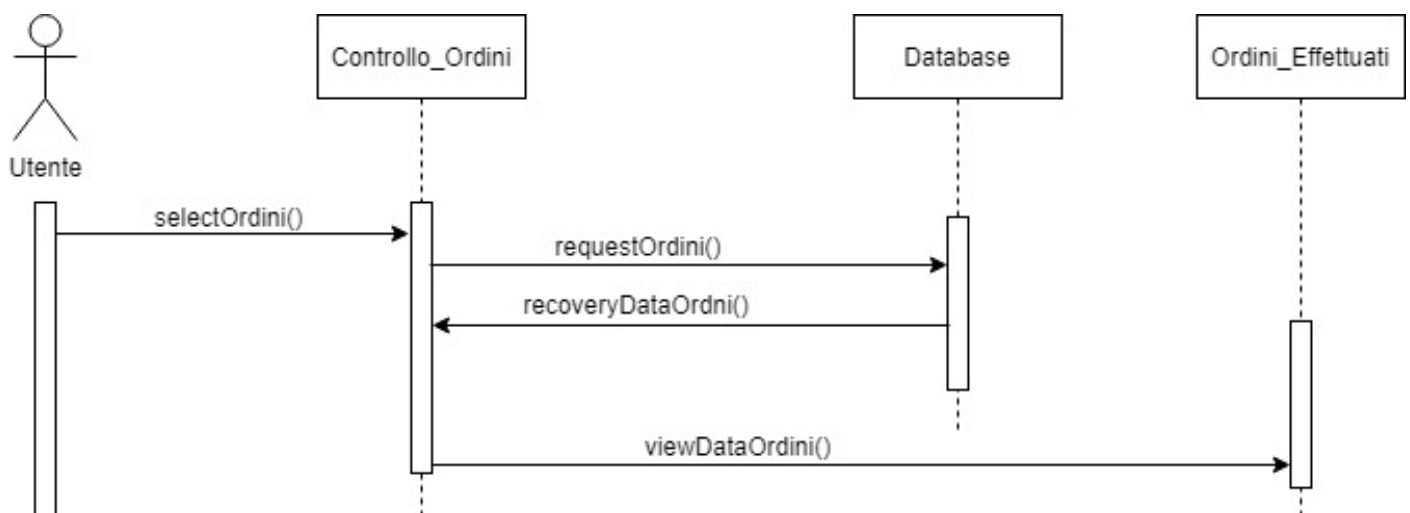 Controllo_Ordini
Database
Ordini_Effettuati
Utente
selectOrdini()
requestOrdini()
recoveryDataOrdni()
viewDataOrdini()